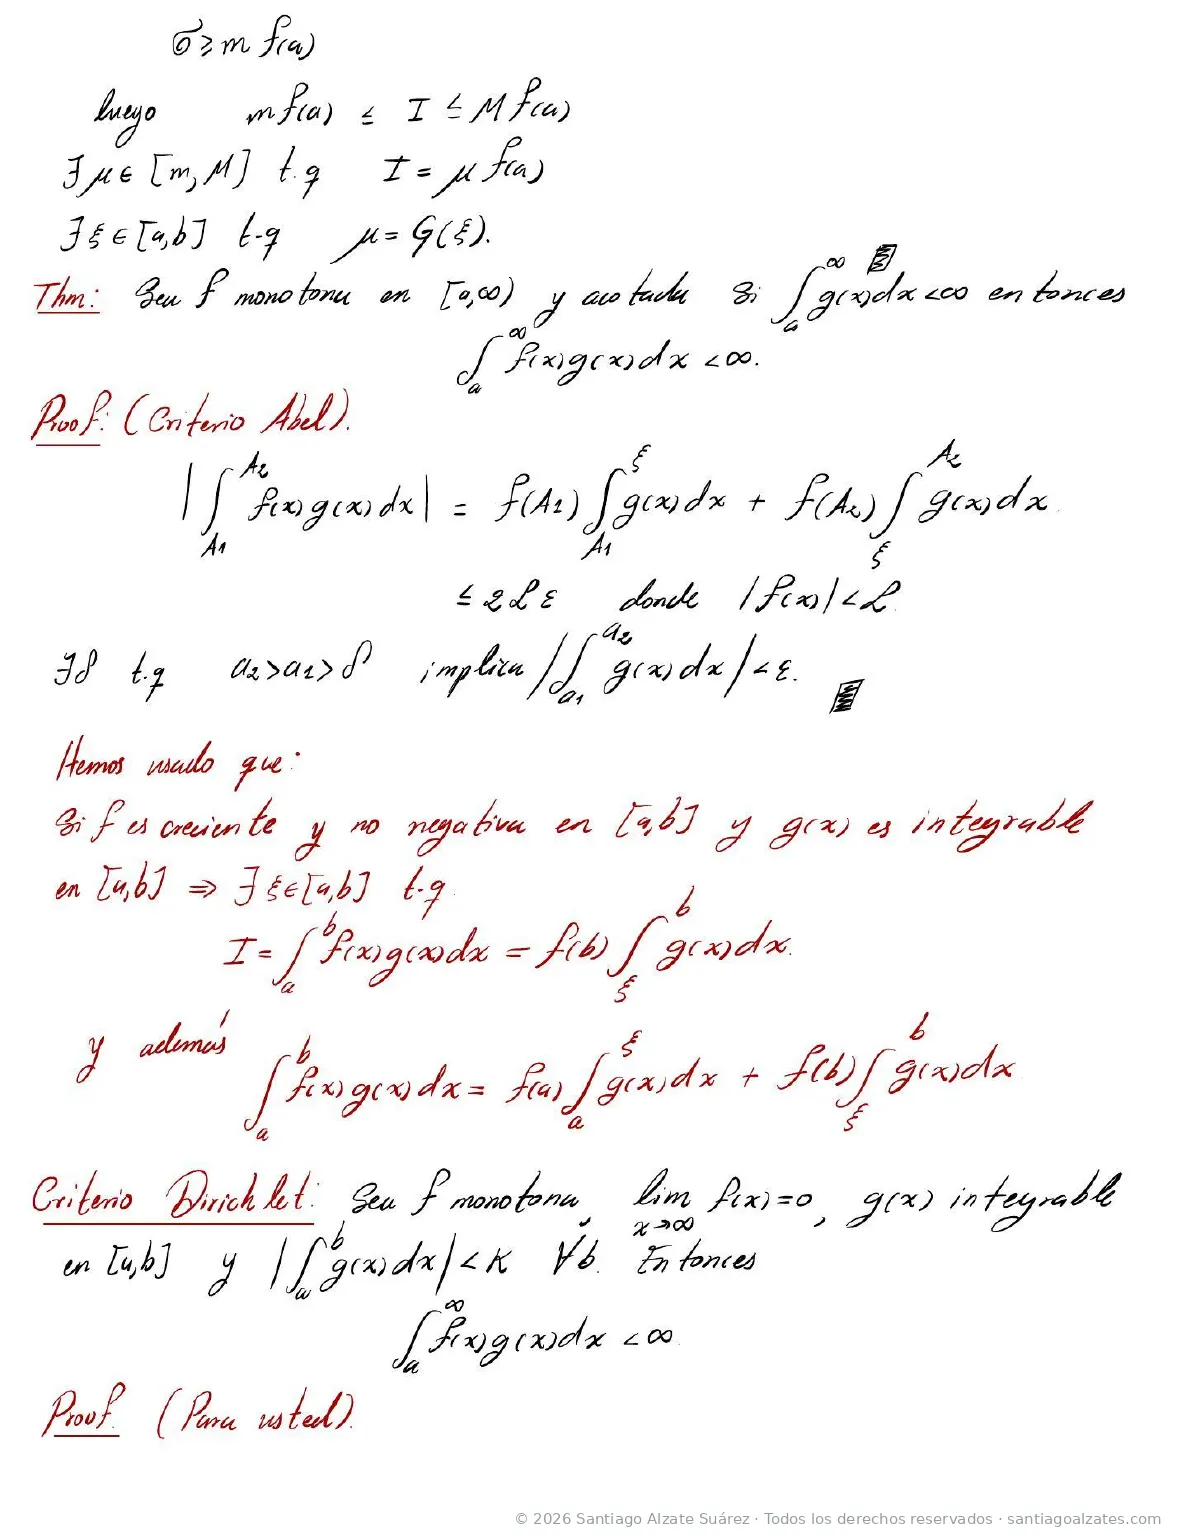 σ ≥ m f(a)
luego m f(a) ≤ I ≤ M f(a)
∃ μ ∈ [m, M] t.q I = μ f(a)
∃ ξ ∈ [a,b] t-q μ = G(ξ).
Thm: Sea f monotona en [a,∞) y acotada Si ∫_a^∞ g(x)dx < ∞ entonces
∫_a^∞ f(x)g(x)dx < ∞.
Proof: (Criterio Abel).
|∫_{A1}^{A2} f(x)g(x)dx| = f(A1) ∫_{A1}^ξ g(x)dx + f(A2) ∫_ξ^{A2} g(x)dx
≤ 2Lε donde |f(x)| < L
∃δ t.q a2>a1>δ implica |∫_{a1}^{a2} g(x)dx| < ε.
Hemos usado que:
Si f es creciente y no negativa en [a,b] y g(x) es integrable
en [a,b] ⇒ ∃ ξ∈[a,b] t-q
I = ∫_a^b f(x)g(x)dx = f(b) ∫_ξ^b g(x)dx.
y además
∫_a^b f(x)g(x)dx = f(a) ∫_a^ξ g(x)dx + f(b) ∫_ξ^b g(x)dx
Criterio Dirichlet: Sea f monotona, lim_{x→∞} f(x)=0, g(x) integrable
en [a,b] y |∫_a^b g(x)dx| < K ∀b. Entonces
∫_a^∞ f(x)g(x)dx < ∞
Proof. (Para usted).
© 2026 Santiago Alzate Suárez · Todos los derechos reservados · santiagoalzates.com